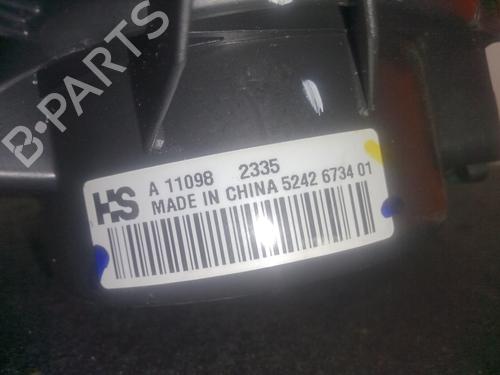 B-PARTS
HS A 11098 2335
MADE IN CHINA 5242 6734 01